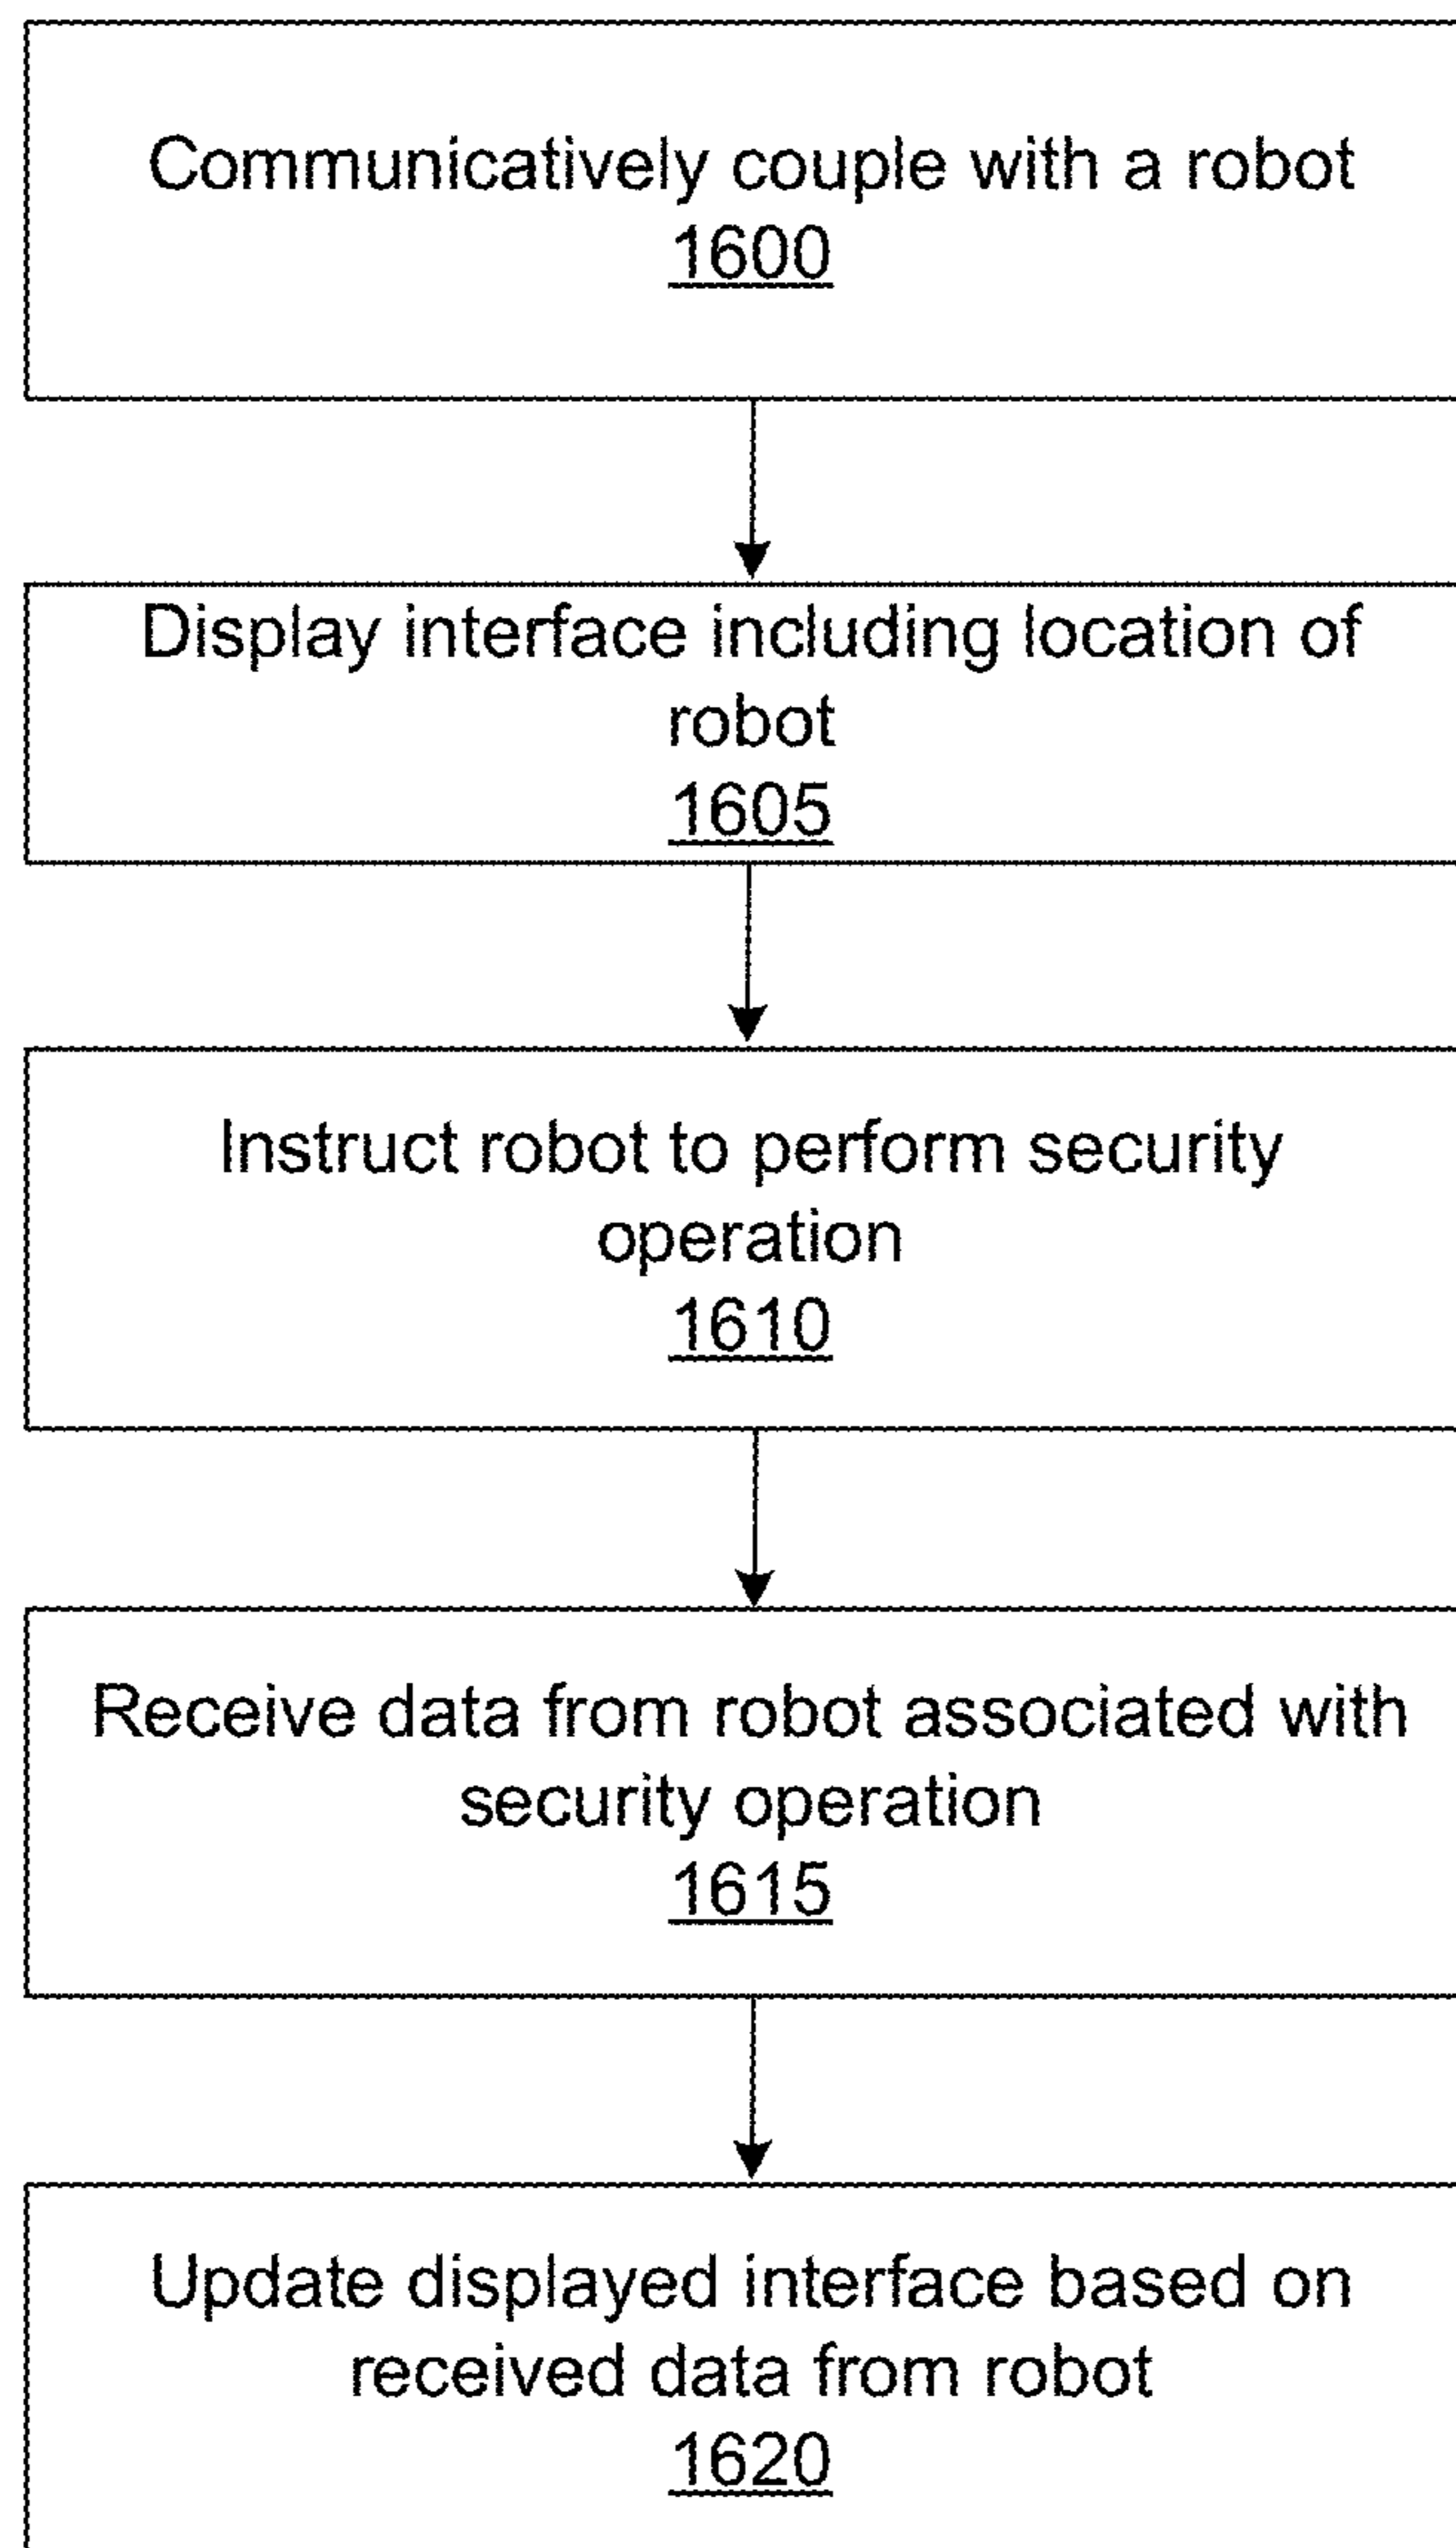 Communicatively couple with a robot
1600
Display interface including location of
robot
1605
Instruct robot to perform security
operation
1610
Receive data from robot associated with
security operation
1615
Update displayed interface based on
received data from robot
1620